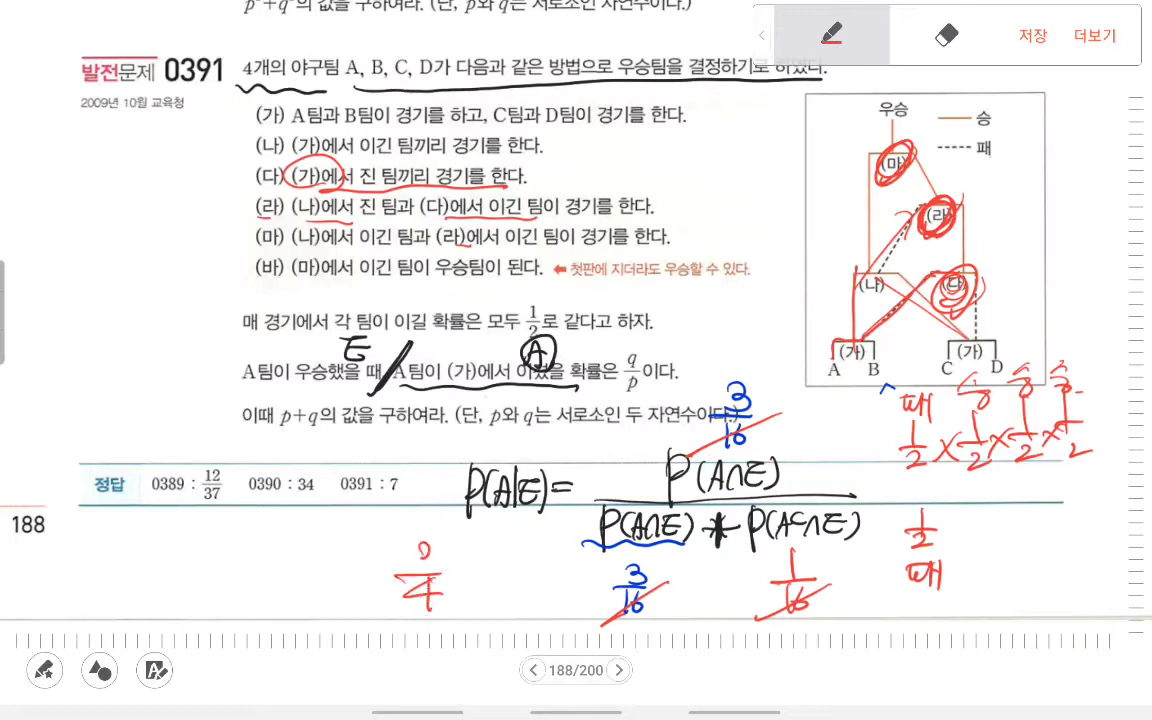 p²+q²의 값을 구하여라. (단, p와 q는 서로소인 자연수이다.)
저장 더보기
발전문제 0391 4개의 야구팀 A, B, C, D가 다음과 같은 방법으로 우승팀을 결정하기로 하였다.
2009년 10월 교육청
(가) A팀과 B팀이 경기를 하고, C팀과 D팀이 경기를 한다.
(나) (가)에서 이긴 팀끼리 경기를 한다.
(다) (가)에서 진 팀끼리 경기를 한다.
(라) (나)에서 진 팀과 (다)에서 이긴 팀이 경기를 한다.
(마) (나)에서 이긴 팀과 (라)에서 이긴 팀이 경기를 한다.
(바) (마)에서 이긴 팀이 우승팀이 된다. ← 첫판에 지더라도 우승할 수 있다.
우승
승
패
(마)
(라)
(나) (다)
(가) (가)
A B C D
매 경기에서 각 팀이 이길 확률은 모두 1/2로 같다고 하자.
E A
A팀이 우승했을 때, A팀이 (가)에서 이겼을 확률은 q/p이다.
이때 p+q의 값을 구하여라. (단, p와 q는 서로소인 두 자연수이다.)
3/16
패 승 승 승
1/2 × 1/2 × 1/2 × 1/2
정답 0389 : 12/37 0390 : 34 0391 : 7
P(A|E) = P(A∩E) / P(A∩E) + P(Aᶜ∩E)
188
3/16 1/16
1/2
패
188/200